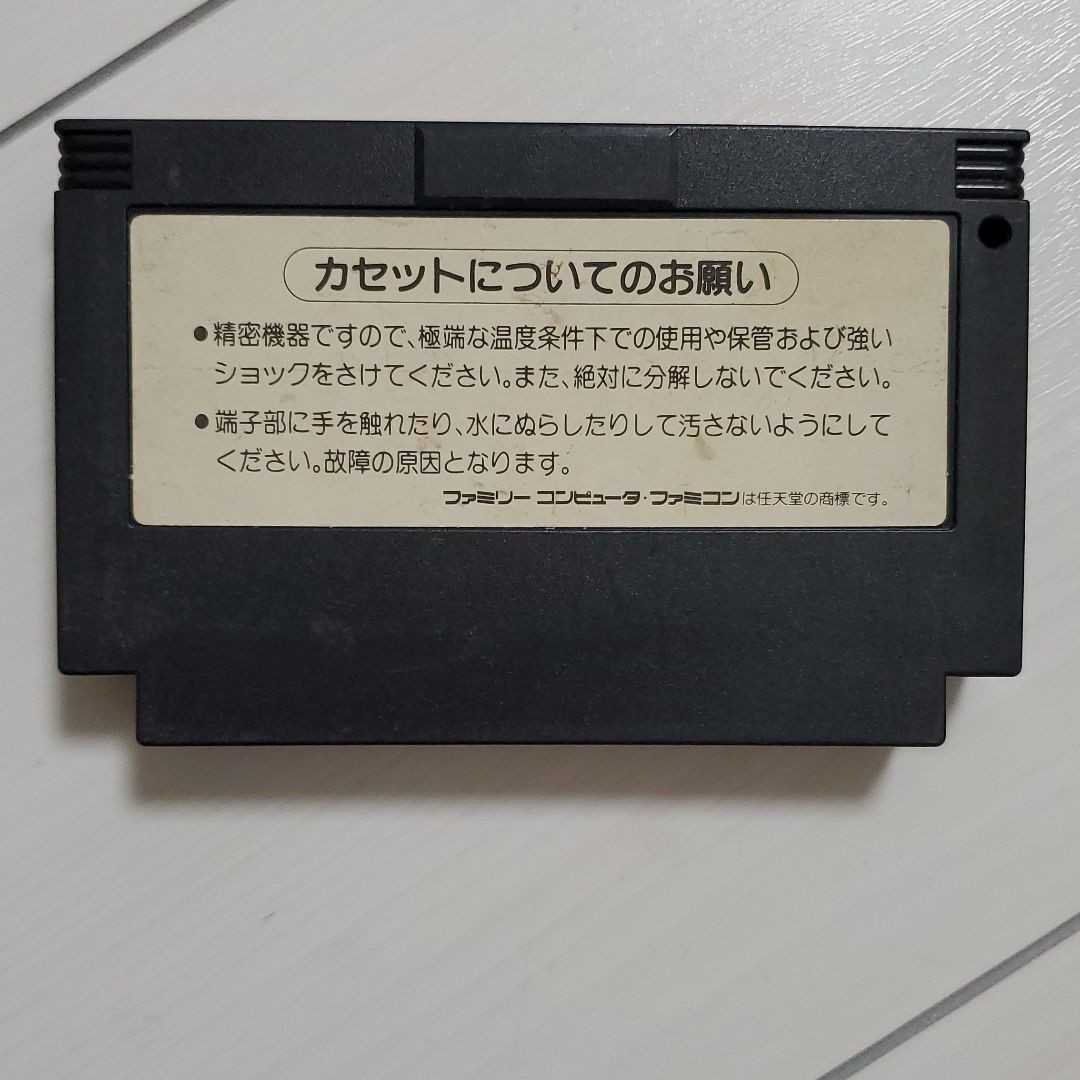 カセットについてのお願い
●精密機器ですので、極端な温度条件下での使用や保管および強い
ショックをさけてください。また、絶対に分解しないでください。
●端子部に手を触れたり、水にぬらしたりして汚さないようにして
ください。故障の原因となります。
ファミリー コンピュータ・ファミコンは任天堂の商標です。